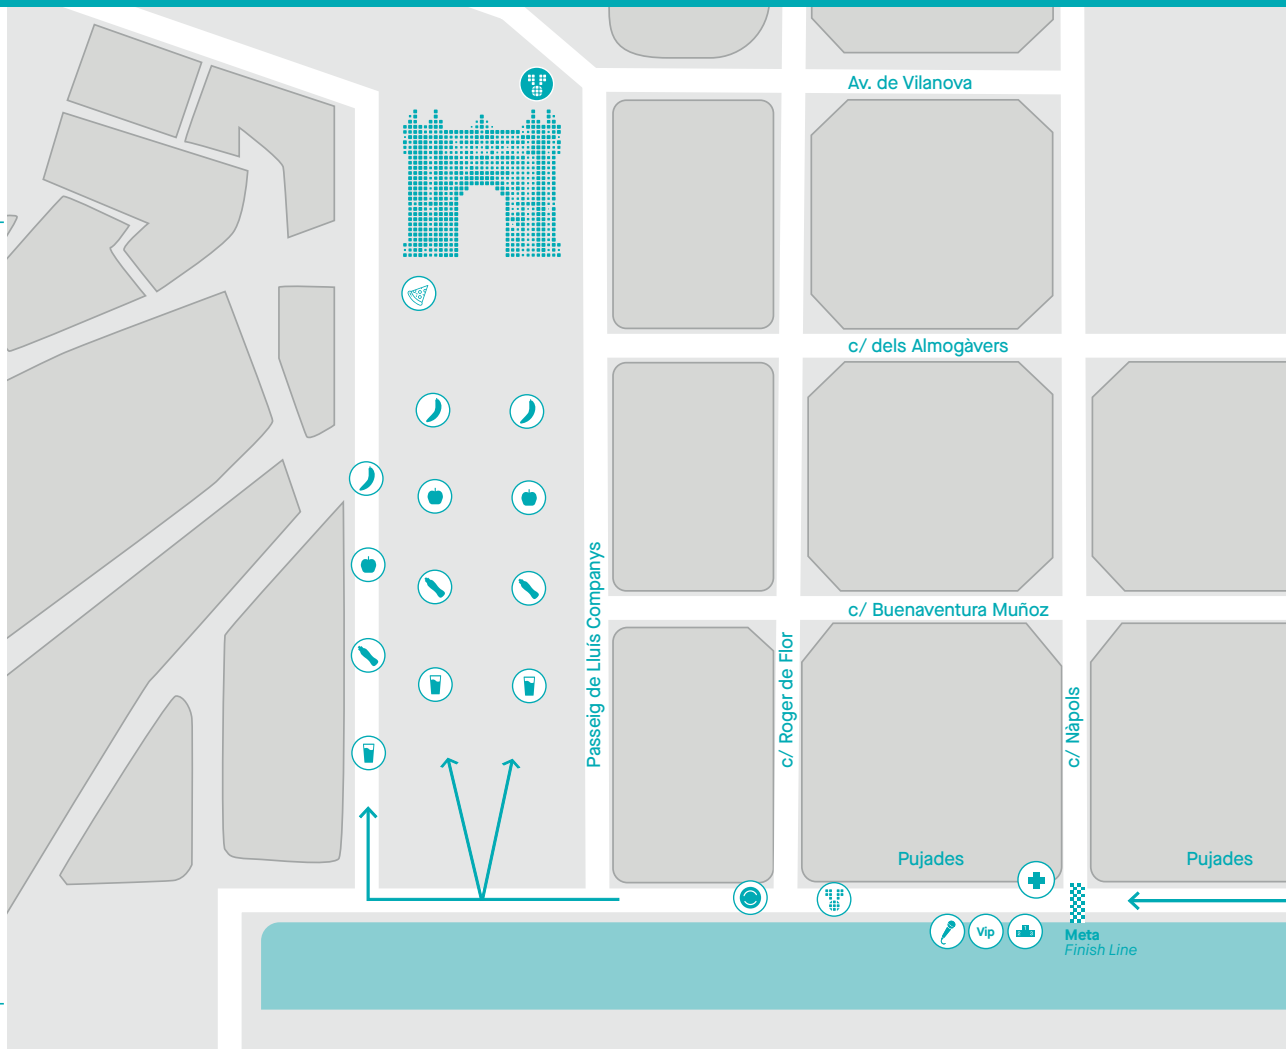 Av. de Vilanova
c/ dels Almogàvers
Passeig de Lluís Companys
c/ Buenaventura Muñoz
c/ Roger de Flor
c/ Nàpols
Pujades
Pujades
Vip
Meta
Finish Line